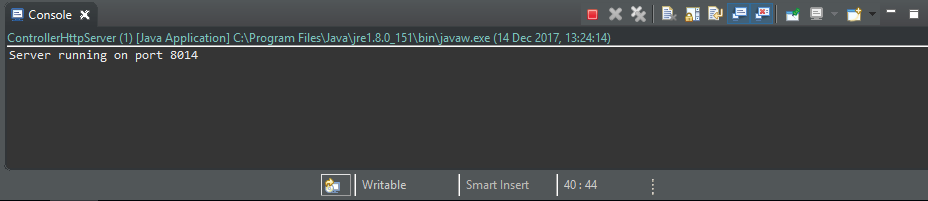 Console
ControllerHttpServer (1) [Java Application] C:\Program Files\Java\jre1.8.0_151\bin\javaw.exe (14 Dec 2017, 13:24:14)
Server running on port 8014
Writable Smart Insert 40 : 44